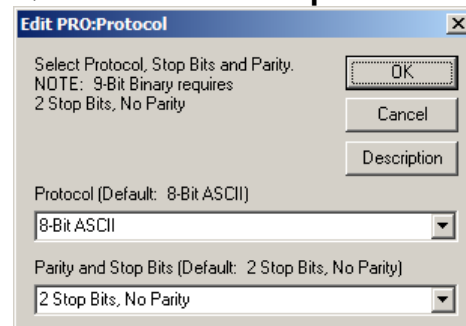 Edit PRO:Protocol
Select Protocol, Stop Bits and Parity.
NOTE: 9-Bit Binary requires
2 Stop Bits, No Parity
OK
Cancel
Description
Protocol (Default: 8-Bit ASCII)
8-Bit ASCII
Parity and Stop Bits (Default: 2 Stop Bits, No Parity)
2 Stop Bits, No Parity